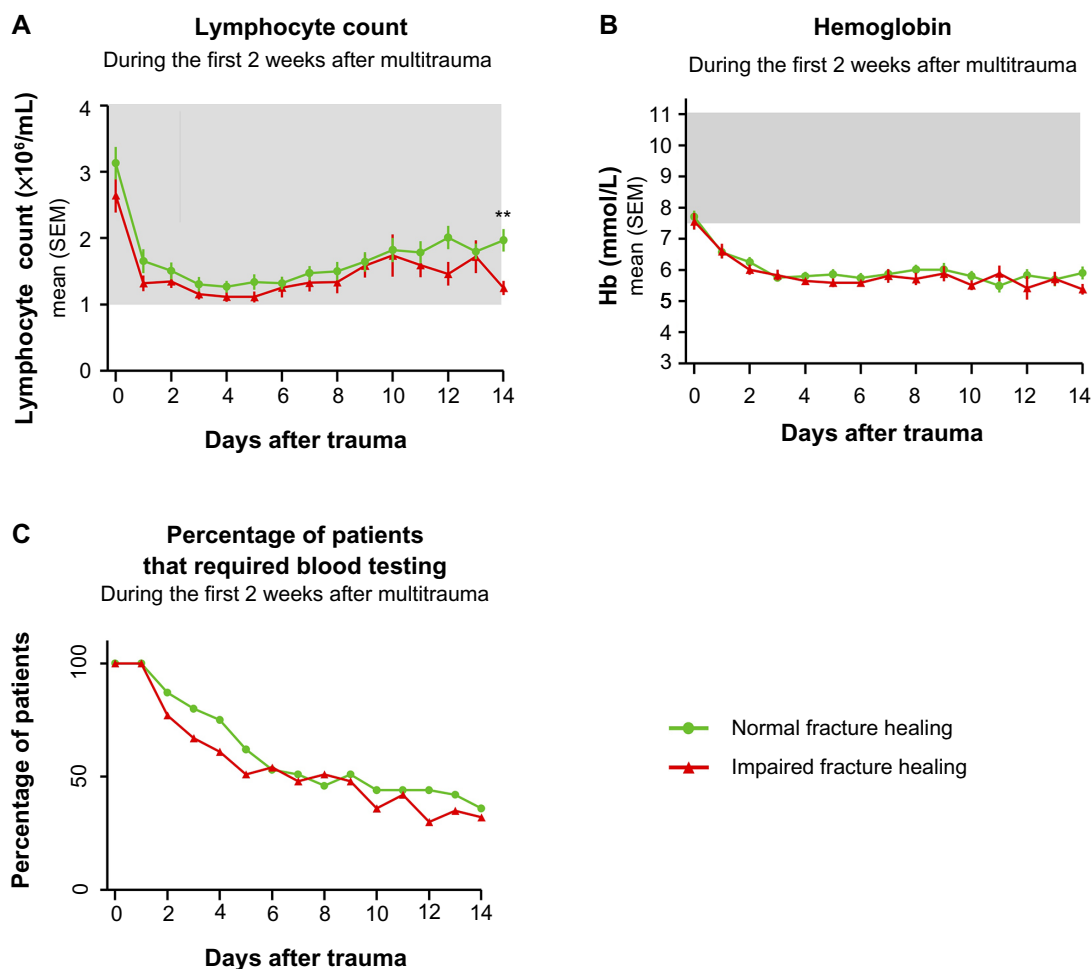 A
Lymphocyte count
During the first 2 weeks after multitrauma
Lymphocyte count (×10⁶/mL)
mean (SEM)
4
3
2
1
0
**
0 2 4 6 8 10 12 14
Days after trauma
B
Hemoglobin
During the first 2 weeks after multitrauma
Hb (mmol/L)
mean (SEM)
11
10
9
8
7
6
5
4
3
0 2 4 6 8 10 12 14
Days after trauma
C
Percentage of patients
that required blood testing
During the first 2 weeks after multitrauma
Percentage of patients
100
50
0
0 2 4 6 8 10 12 14
Days after trauma
Normal fracture healing
Impaired fracture healing